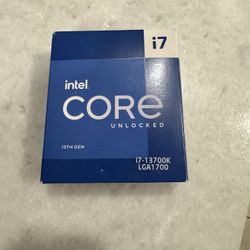 i7
intel
CORE
UNLOCKED
13TH GEN
i7-13700K
LGA1700